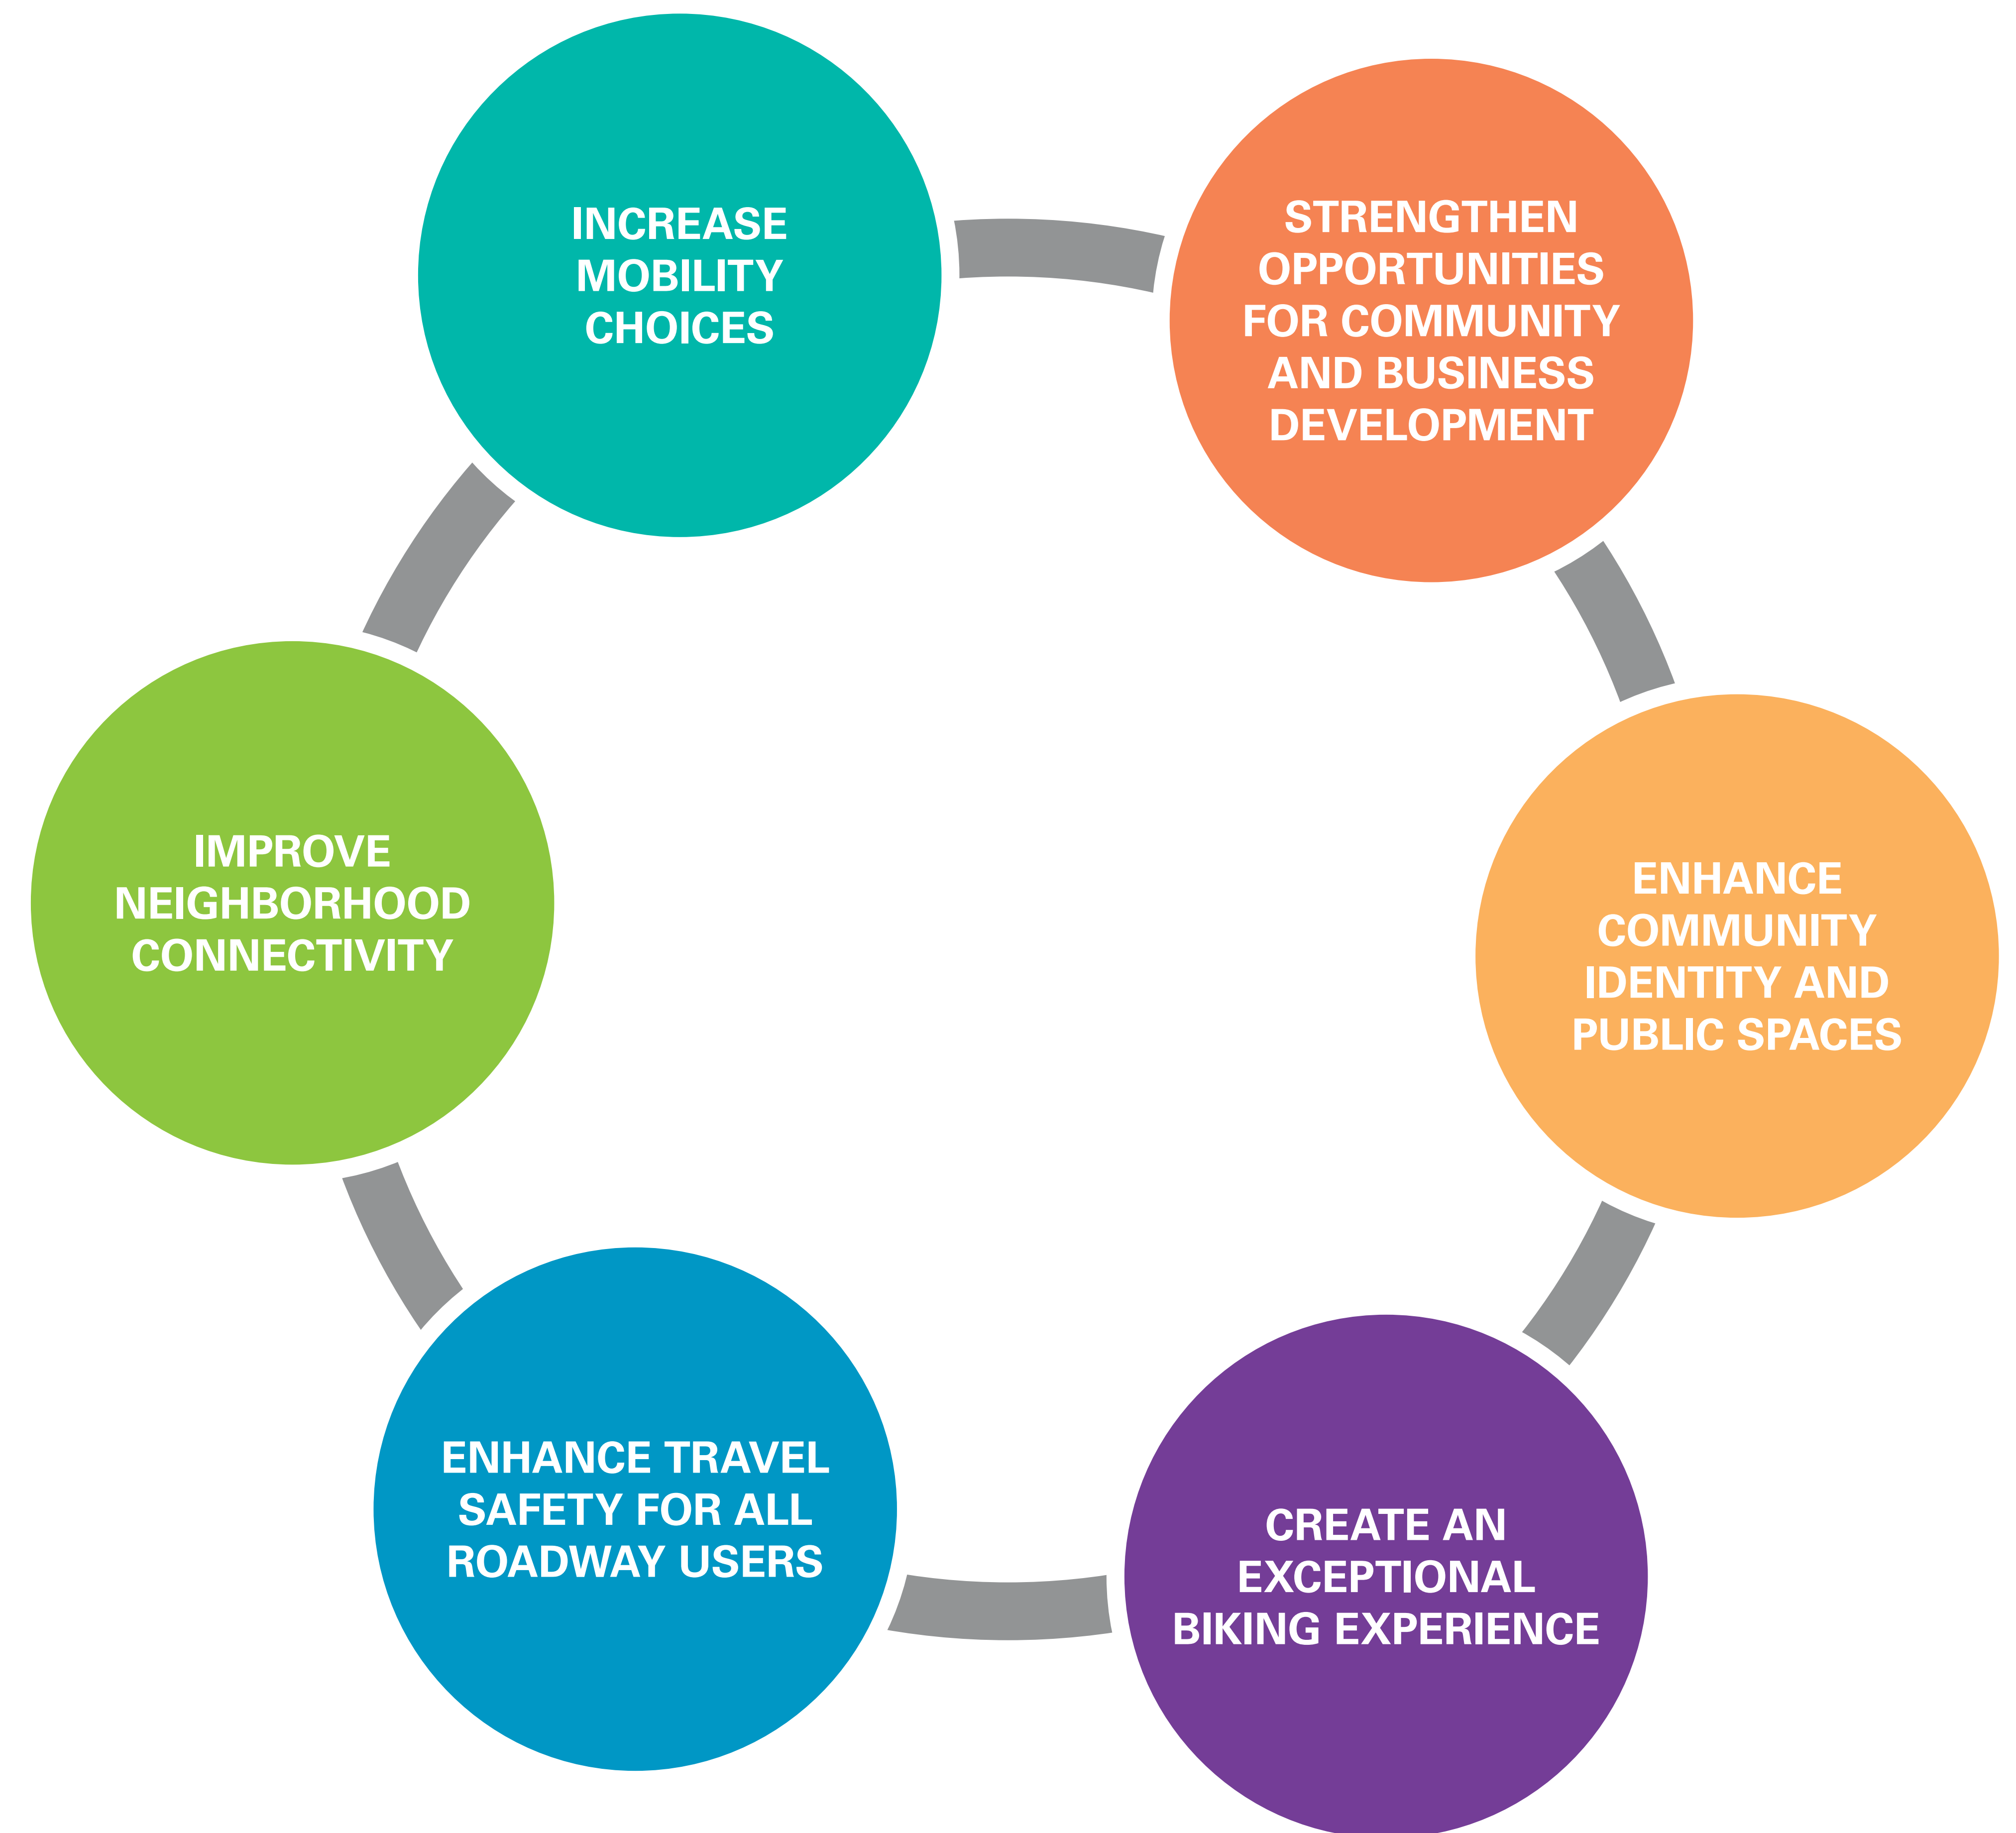 INCREASE
MOBILITY
CHOICES
STRENGTHEN
OPPORTUNITIES
FOR COMMUNITY
AND BUSINESS
DEVELOPMENT
IMPROVE
NEIGHBORHOOD
CONNECTIVITY
ENHANCE
COMMUNITY
IDENTITY AND
PUBLIC SPACES
ENHANCE TRAVEL
SAFETY FOR ALL
ROADWAY USERS
CREATE AN
EXCEPTIONAL
BIKING EXPERIENCE